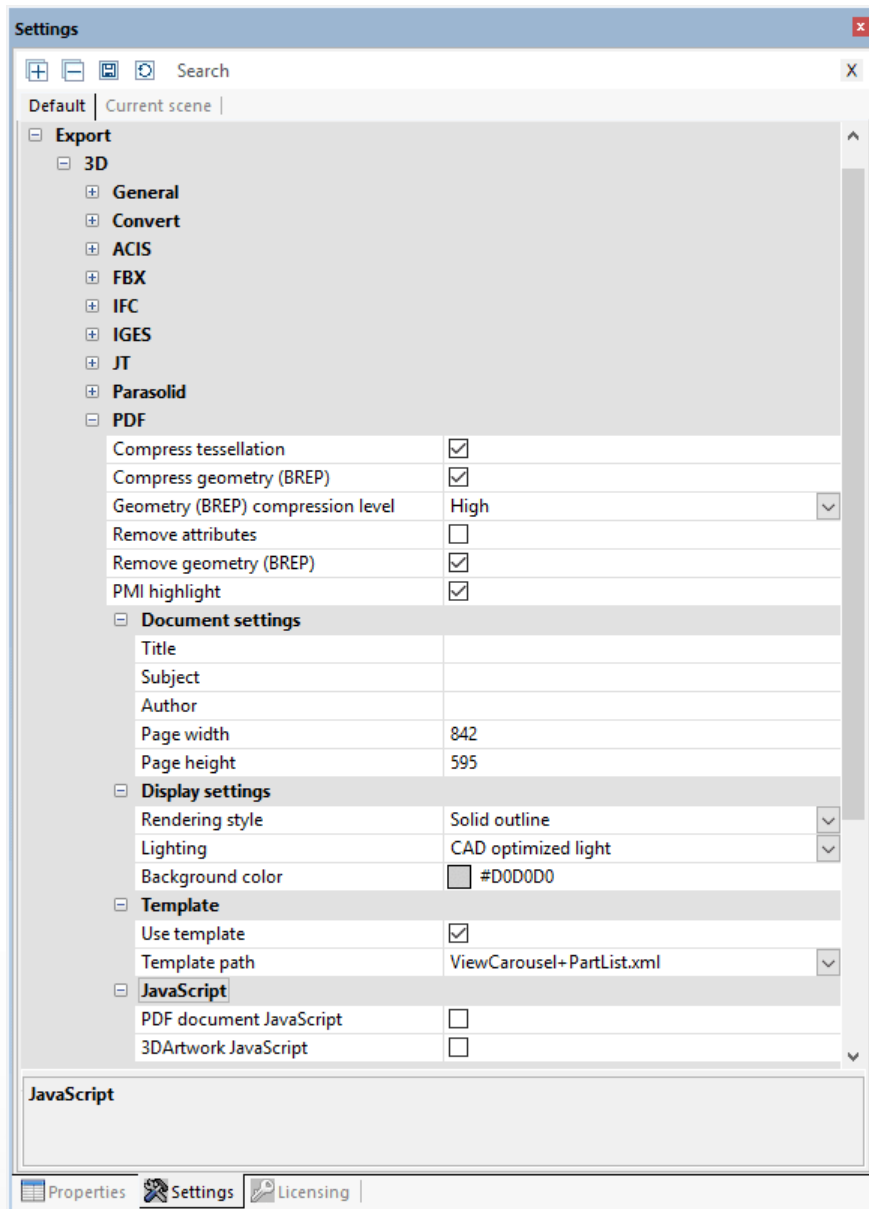 Settings
Search X
Default Current scene
Export
3D
General
Convert
ACIS
FBX
IFC
IGES
JT
Parasolid
PDF
Compress tessellation
Compress geometry (BREP)
Geometry (BREP) compression level High
Remove attributes
Remove geometry (BREP)
PMI highlight
Document settings
Title
Subject
Author
Page width 842
Page height 595
Display settings
Rendering style Solid outline
Lighting CAD optimized light
Background color #D0D0D0
Template
Use template
Template path ViewCarousel+PartList.xml
JavaScript
PDF document JavaScript
3DArtwork JavaScript
JavaScript
Properties Settings Licensing